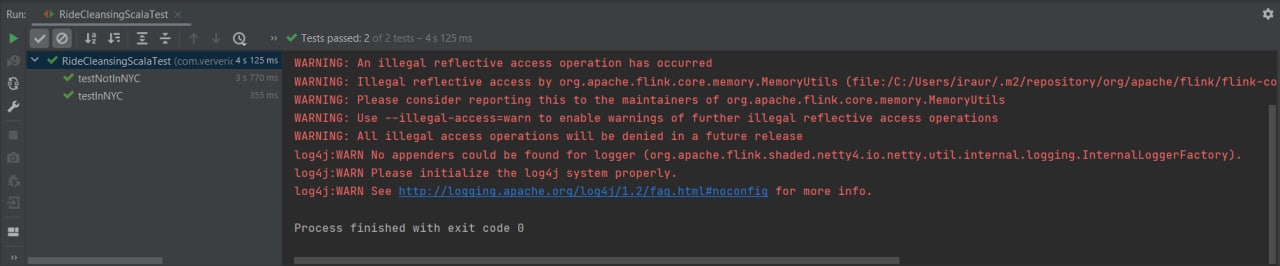 Run: RideCleansingScalaTest
Tests passed: 2 of 2 tests – 4 s 125 ms
RideCleansingScalaTest (com.ververic 4 s 125 ms
testNotInNYC 3 s 770 ms
testInNYC 355 ms
WARNING: An illegal reflective access operation has occurred
WARNING: Illegal reflective access by org.apache.flink.core.memory.MemoryUtils (file:/C:/Users/iraur/.m2/repository/org/apache/flink/flink-co
WARNING: Please consider reporting this to the maintainers of org.apache.flink.core.memory.MemoryUtils
WARNING: Use --illegal-access=warn to enable warnings of further illegal reflective access operations
WARNING: All illegal access operations will be denied in a future release
log4j:WARN No appenders could be found for logger (org.apache.flink.shaded.netty4.io.netty.util.internal.logging.InternalLoggerFactory).
log4j:WARN Please initialize the log4j system properly.
log4j:WARN See http://logging.apache.org/log4j/1.2/faq.html#noconfig for more info.
Process finished with exit code 0